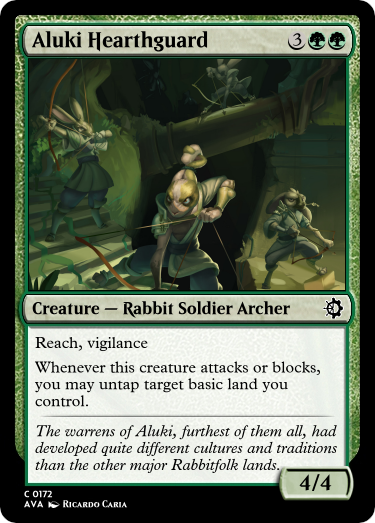 Aluki Hearthguard 3
Creature — Rabbit Soldier Archer
Reach, vigilance
Whenever this creature attacks or blocks,
you may untap target basic land you
control.
The warrens of Aluki, furthest of them all, had
developed quite different cultures and traditions
than the other major Rabbitfolk lands.
4/4
C 0172
AVA Ricardo Caria